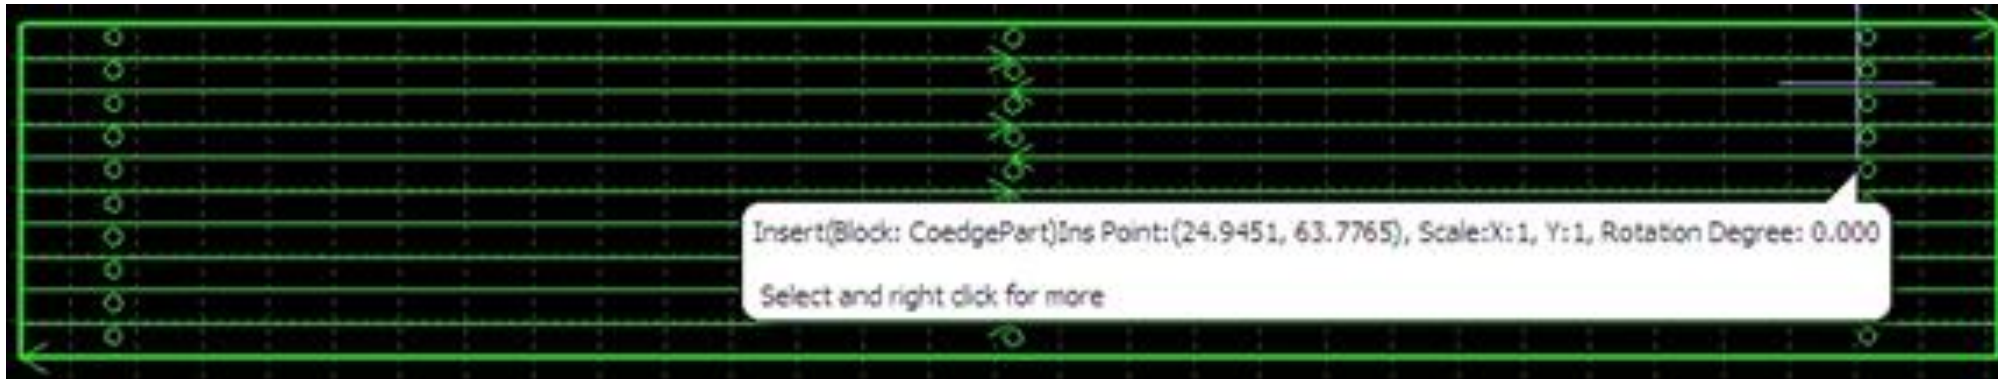 Insert(Block: CoedgePart)Ins Point:(24.9451, 63.7765), Scale:X:1, Y:1, Rotation Degree: 0.000
Select and right click for more